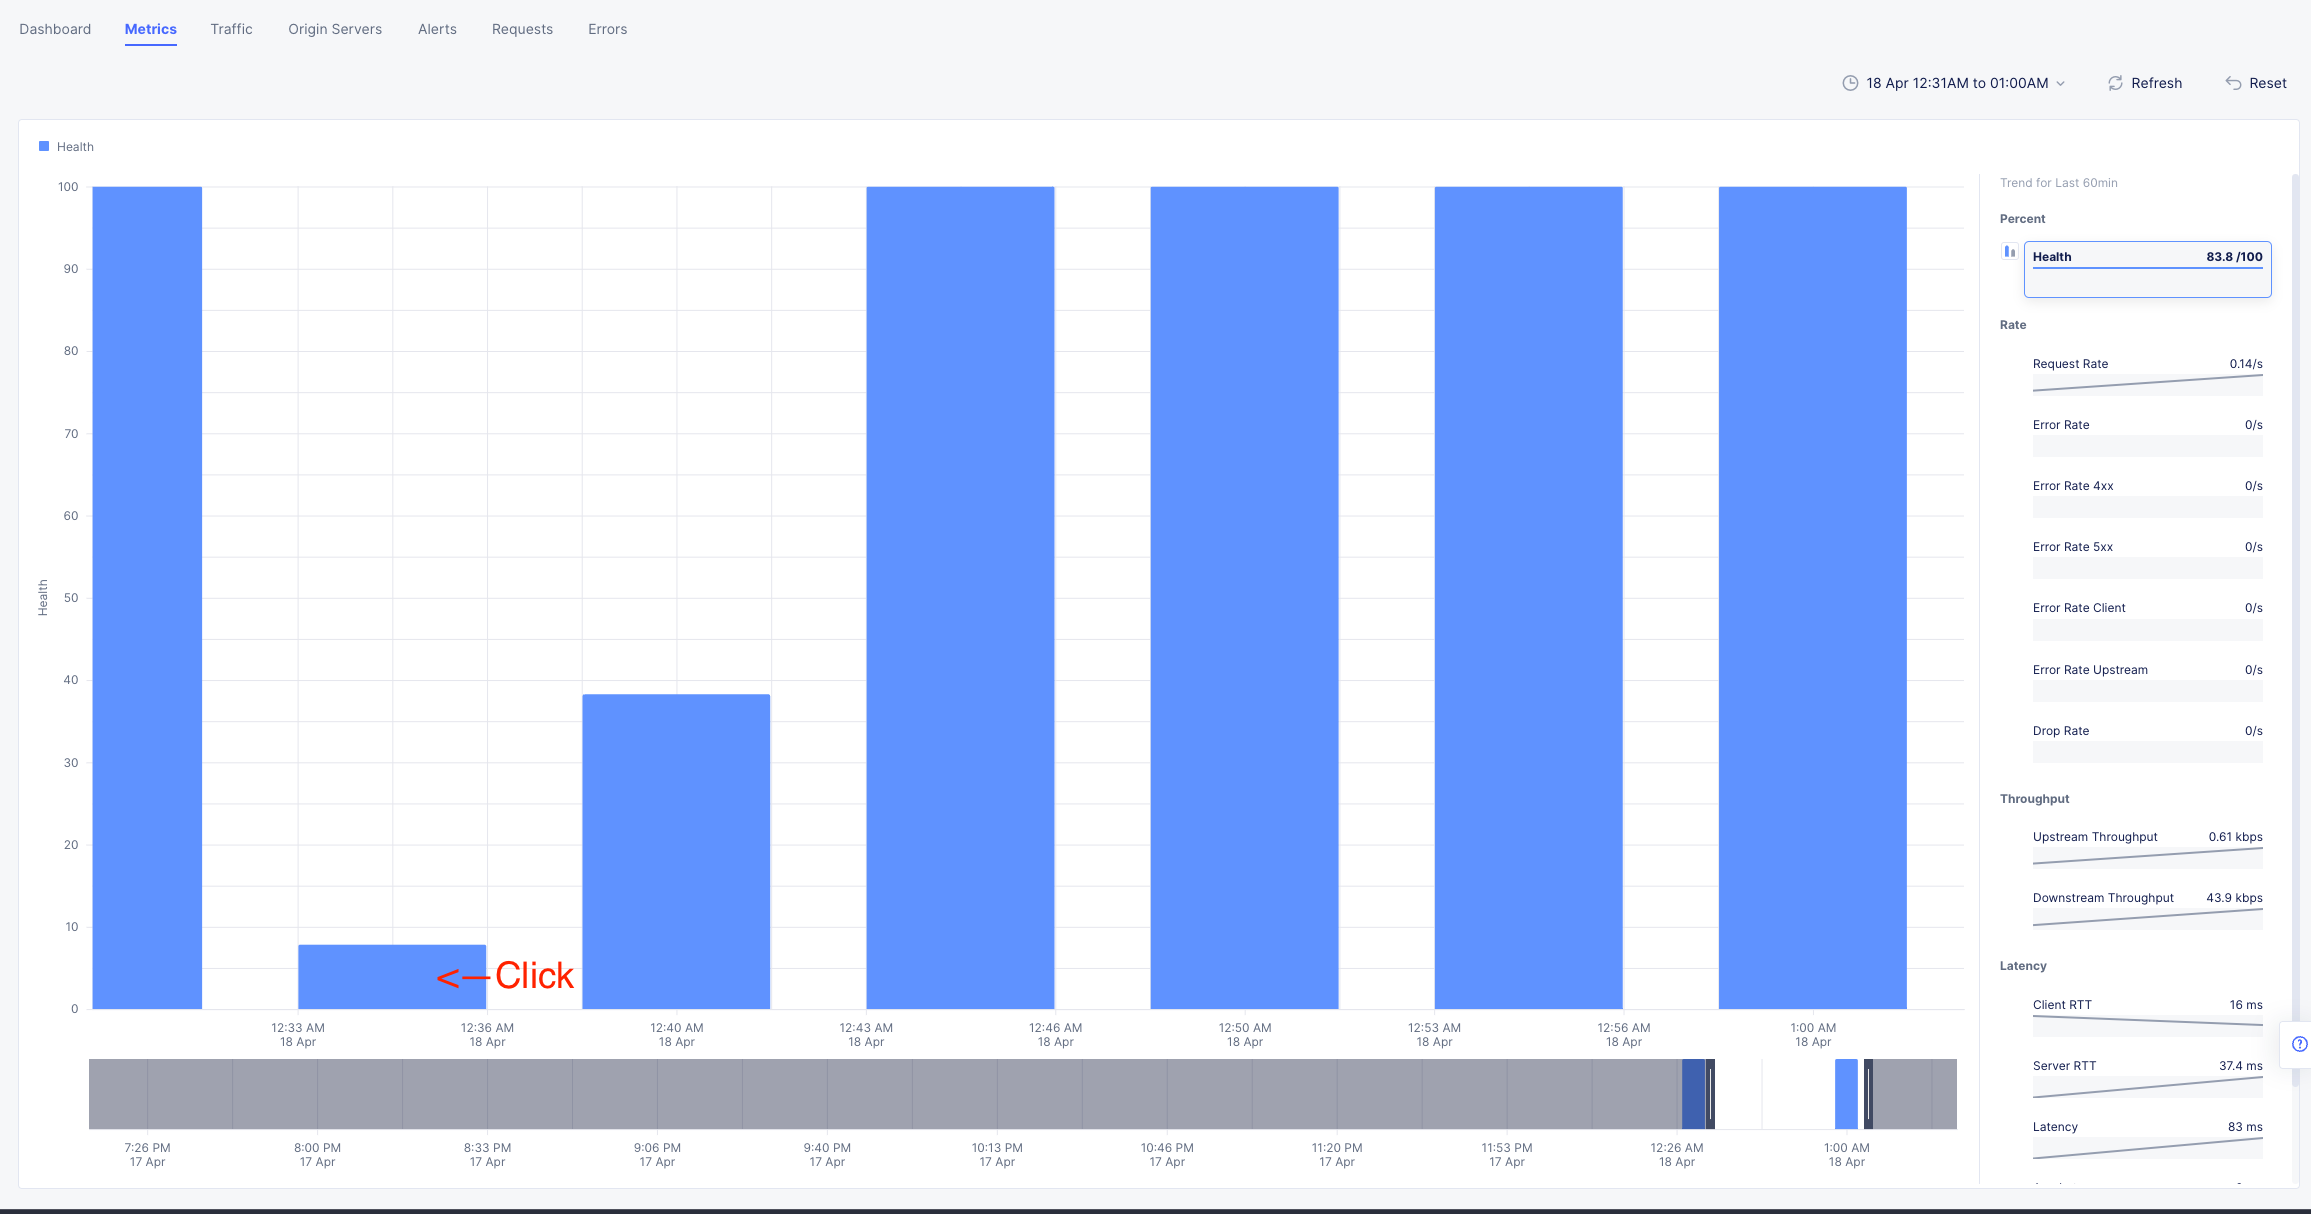 Dashboard Metrics Traffic Origin Servers Alerts Requests Errors
18 Apr 12:31AM to 01:00AM Refresh Reset
Health
100
90
80
70
60
50
40
30
20
10
0
Health
<—Click
12:33 AM 12:36 AM 12:40 AM 12:43 AM 12:46 AM 12:50 AM 12:53 AM 12:56 AM 1:00 AM
18 Apr 18 Apr 18 Apr 18 Apr 18 Apr 18 Apr 18 Apr 18 Apr 18 Apr
7:26 PM 8:00 PM 8:33 PM 9:06 PM 9:40 PM 10:13 PM 10:46 PM 11:20 PM 11:53 PM 12:26 AM 1:00 AM
17 Apr 17 Apr 17 Apr 17 Apr 17 Apr 17 Apr 17 Apr 17 Apr 17 Apr 18 Apr 18 Apr
Trend for Last 60min
Percent
Health 83.8 /100
Rate
Request Rate 0.14/s
Error Rate 0/s
Error Rate 4xx 0/s
Error Rate 5xx 0/s
Error Rate Client 0/s
Error Rate Upstream 0/s
Drop Rate 0/s
Throughput
Upstream Throughput 0.61 kbps
Downstream Throughput 43.9 kbps
Latency
Client RTT 16 ms
Server RTT 37.4 ms
Latency 83 ms